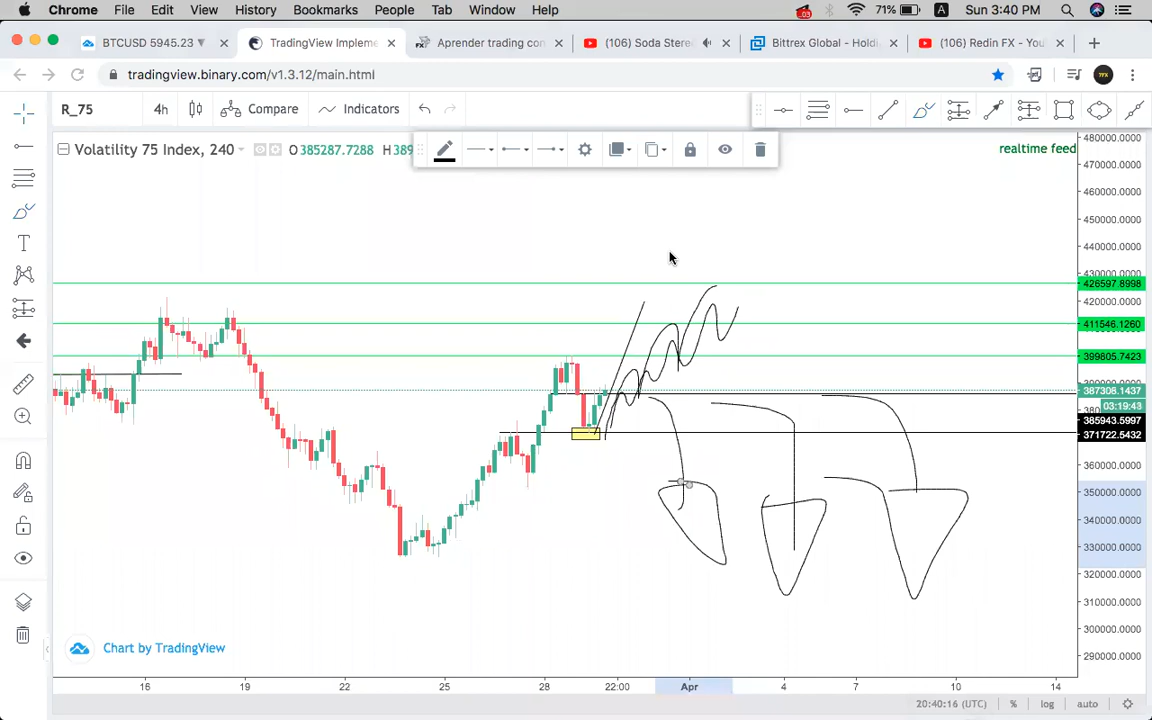 Chrome File Edit View History Bookmarks People Tab Window Help 71% A Sun 3:40 PM
BTCUSD 5945.23 ▼ TradingView Impleme Aprender trading con (106) Soda Stere Bittrex Global - Holdi (106) Redin FX - You
tradingview.binary.com/v1.3.12/main.html
R_75 4h Compare Indicators
Volatility 75 Index, 240 O 385287.7288 H389
realtime feed
480000.0000
470000.0000
460000.0000
450000.0000
440000.0000
430000.0000
426597.8998
420000.0000
411546.1260
399805.7423
387306.1437
03:19:43
385943.5997
371722.5432
360000.0000
350000.0000
340000.0000
330000.0000
320000.0000
310000.0000
300000.0000
290000.0000
Chart by TradingView
16 19 22 25 28 22:00 Apr 4 7 10 14
20:40:16 (UTC) % log auto